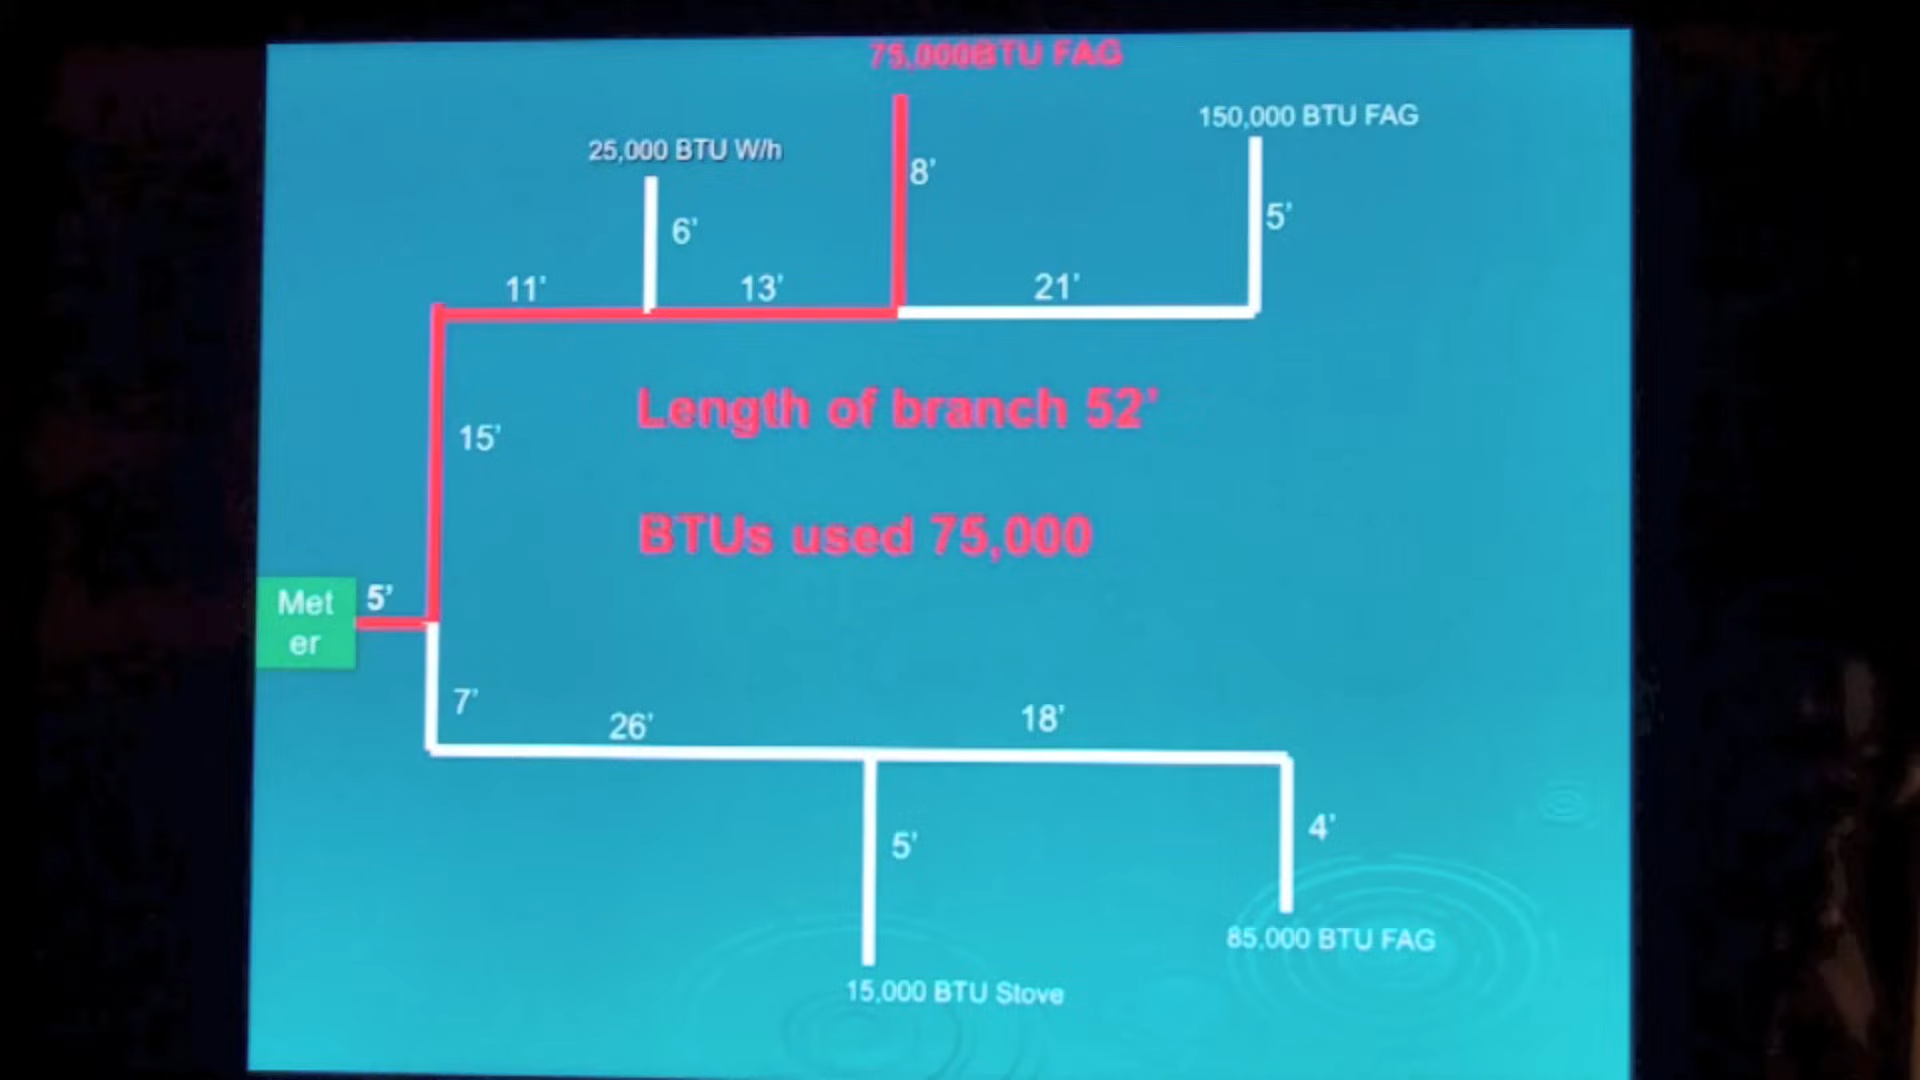 75,000BTU FAG
150,000 BTU FAG
25,000 BTU W/h
8’
5’
6’
11’
13’
21’
Length of branch 52’
15’
BTUs used 75,000
5’
Met
er
7’
26’
18’
5’
4’
85,000 BTU FAG
15,000 BTU Stove